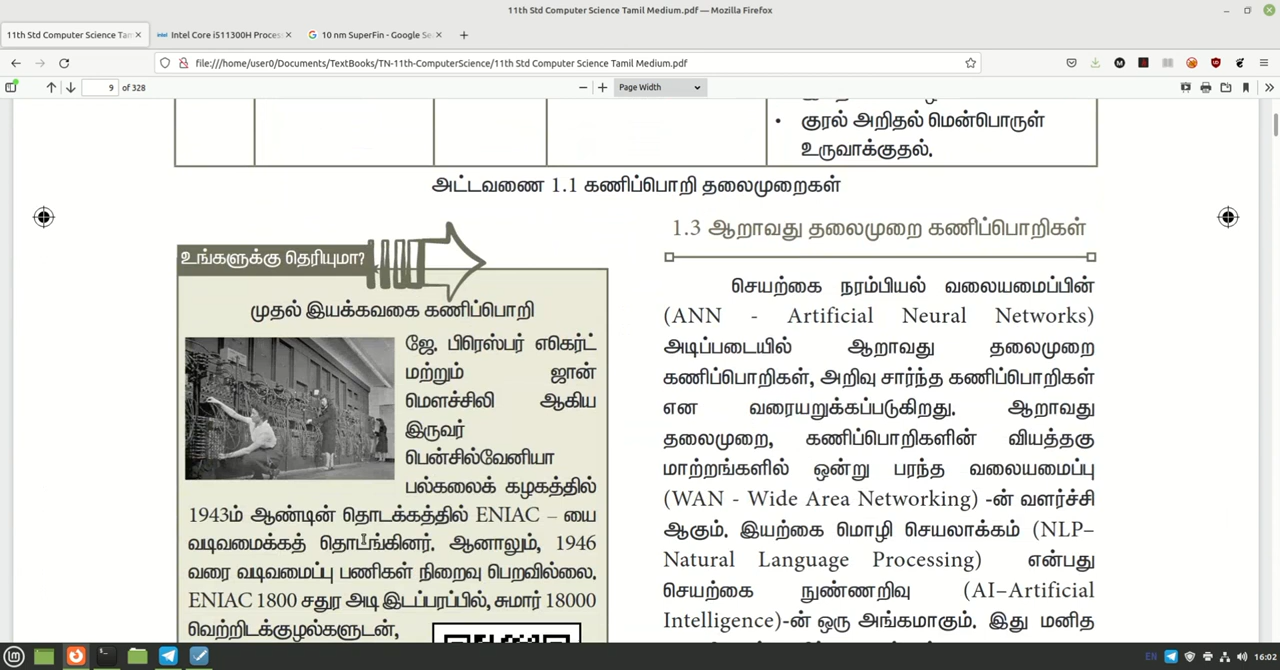 11th Std Computer Science Tamil Medium.pdf — Mozilla Firefox
11th Std Computer Science Tam
Intel Core i511300H Proces
10 nm SuperFin - Google Se
file:///home/user0/Documents/TextBooks/TN-11th-ComputerScience/11th Std Computer Science Tamil Medium.pdf
9 of 328
Page Width
• குரல் அறிதல் மென்பொருள்
உருவாக்குதல்.
அட்டவணை 1.1 கணிப்பொறி தலைமுறைகள்
உங்களுக்கு தெரியுமா?
முதல் இயக்கவகை கணிப்பொறி
ஜே. பிரெஸ்பர் எகெர்ட்
மற்றும் ஜான்
மௌச்சிலி ஆகிய
இருவர்
பென்சில்வேனியா
பல்கலைக் கழகத்தில்
1943ம் ஆண்டின் தொடக்கத்தில் ENIAC – யை
வடிவமைக்கத் தொடங்கினர். ஆனாலும், 1946
வரை வடிவமைப்பு பணிகள் நிறைவு பெறவில்லை.
ENIAC 1800 சதுர அடி இடப்பரப்பில், சுமார் 18000
வெற்றிடக்குழல்களுடன்,
1.3 ஆறாவது தலைமுறை கணிப்பொறிகள்
செயற்கை நரம்பியல் வலையமைப்பின்
(ANN - Artificial Neural Networks)
அடிப்படையில் ஆறாவது தலைமுறை
கணிப்பொறிகள், அறிவு சார்ந்த கணிப்பொறிகள்
என வரையறுக்கப்படுகிறது. ஆறாவது
தலைமுறை, கணிப்பொறிகளின் வியத்தகு
மாற்றங்களில் ஒன்று பரந்த வலையமைப்பு
(WAN - Wide Area Networking) -ன் வளர்ச்சி
ஆகும். இயற்கை மொழி செயலாக்கம் (NLP–
Natural Language Processing) என்பது
செயற்கை நுண்ணறிவு (AI–Artificial
Intelligence)-ன் ஒரு அங்கமாகும். இது மனித
EN 16:02